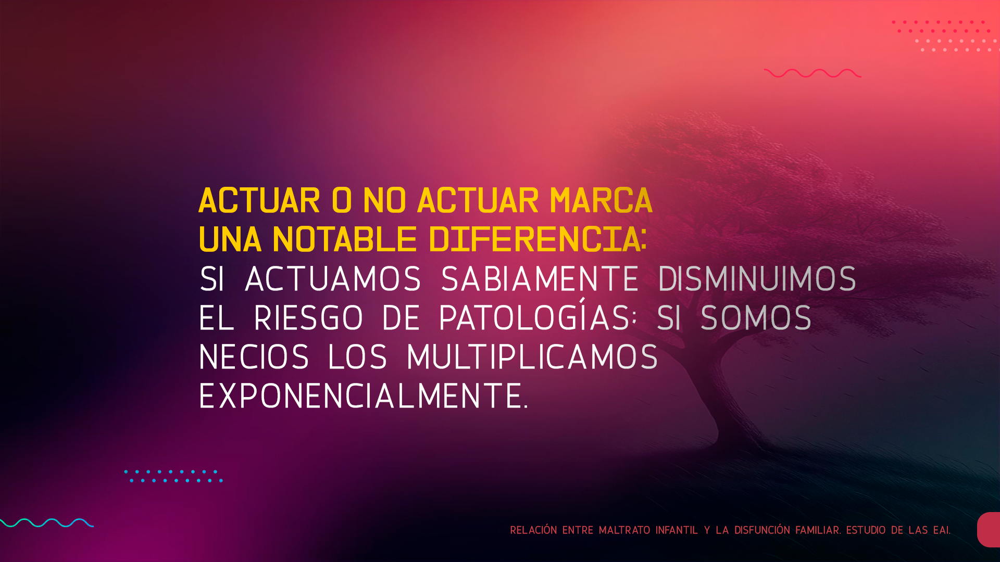 ACTUAR O NO ACTUAR MARCA
UNA NOTABLE DIFERENCIA:
SI ACTUAMOS SABIAMENTE DISMINUIMOS
EL RIESGO DE PATOLOGÍAS; SI SOMOS
NECIOS LOS MULTIPLICAMOS
EXPONENCIALMENTE.
RELACIÓN ENTRE MALTRATO INFANTIL Y LA DISFUNCIÓN FAMILIAR. ESTUDIO DE LAS EAI.